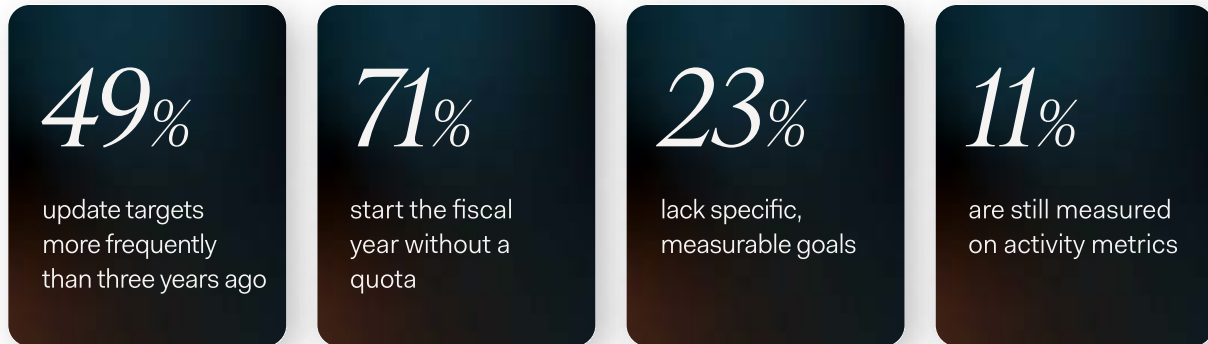 49%
update targets
more frequently
than three years ago
71%
start the fiscal
year without a
quota
23%
lack specific,
measurable goals
11%
are still measured
on activity metrics